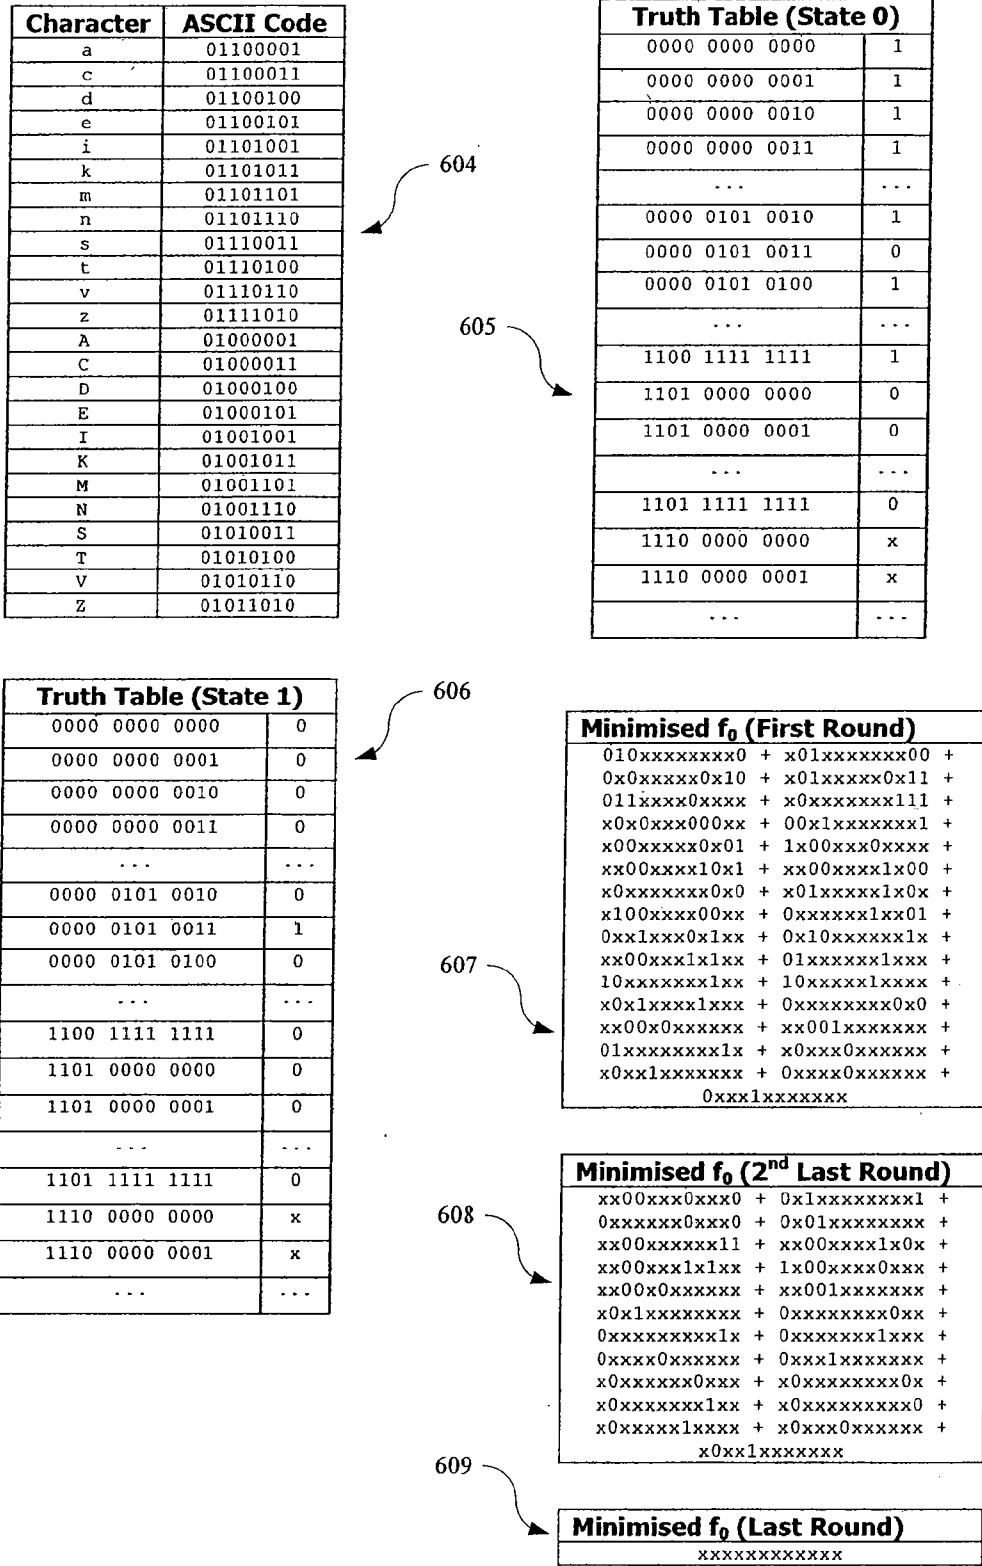 Character ASCII Code
a 01100001
c 01100011
d 01100100
e 01100101
i 01101001
k 01101011
m 01101101
n 01101110
s 01110011
t 01110100
v 01110110
z 01111010
A 01000001
C 01000011
D 01000100
E 01000101
I 01001001
K 01001011
M 01001101
N 01001110
S 01010011
T 01010100
V 01010110
Z 01011010
604
Truth Table (State 0)
0000 0000 0000 1
0000 0000 0001 1
0000 0000 0010 1
0000 0000 0011 1
... ...
0000 0101 0010 1
0000 0101 0011 0
0000 0101 0100 1
... ...
1100 1111 1111 1
1101 0000 0000 0
1101 0000 0001 0
... ...
1101 1111 1111 0
1110 0000 0000 x
1110 0000 0001 x
... ...
605
Truth Table (State 1)
0000 0000 0000 0
0000 0000 0001 0
0000 0000 0010 0
0000 0000 0011 0
... ...
0000 0101 0010 0
0000 0101 0011 1
0000 0101 0100 0
... ...
1100 1111 1111 0
1101 0000 0000 0
1101 0000 0001 0
... ...
1101 1111 1111 0
1110 0000 0000 x
1110 0000 0001 x
... ...
606
Minimised f0 (First Round)
010xxxxxxxx0 + x01xxxxxxx00 +
0x0xxxxx0x10 + x01xxxxx0x11 +
011xxxx0xxxx + x0xxxxxxx111 +
x0x0xxx000xx + 00x1xxxxxxx1 +
x00xxxxx0x01 + 1x00xxx0xxxx +
xx00xxxx10x1 + xx00xxxx1x00 +
x0xxxxxxx0x0 + x01xxxxx1x0x +
x100xxxx00xx + 0xxxxxx1xx01 +
0xx1xxx0x1xx + 0x10xxxxxx1x +
xx00xxx1x1xx + 01xxxxxx1xxx +
10xxxxxxx1xx + 10xxxxx1xxxx +
x0x1xxxx1xxx + 0xxxxxxxx0x0 +
xx00x0xxxxxx + xx001xxxxxxx +
01xxxxxxxx1x + x0xxx0xxxxxx +
x0xx1xxxxxxx + 0xxxx0xxxxxx +
0xxx1xxxxxxx
607
Minimised f0 (2nd Last Round)
xx00xxx0xxx0 + 0x1xxxxxxxx1 +
0xxxxxx0xxx0 + 0x01xxxxxxxx +
xx00xxxxxx11 + xx00xxxx1x0x +
xx00xxx1x1xx + 1x00xxxx0xxx +
xx00x0xxxxxx + xx001xxxxxxx +
x0x1xxxxxxxx + 0xxxxxxxx0xx +
0xxxxxxxxx1x + 0xxxxxxx1xxx +
0xxxx0xxxxxx + 0xxx1xxxxxxx +
x0xxxxxx0xxx + x0xxxxxxxx0x +
x0xxxxxxx1xx + x0xxxxxxxxx0 +
x0xxxxx1xxxx + x0xxx0xxxxxx +
x0xx1xxxxxxx
608
Minimised f0 (Last Round)
xxxxxxxxxxxx
609